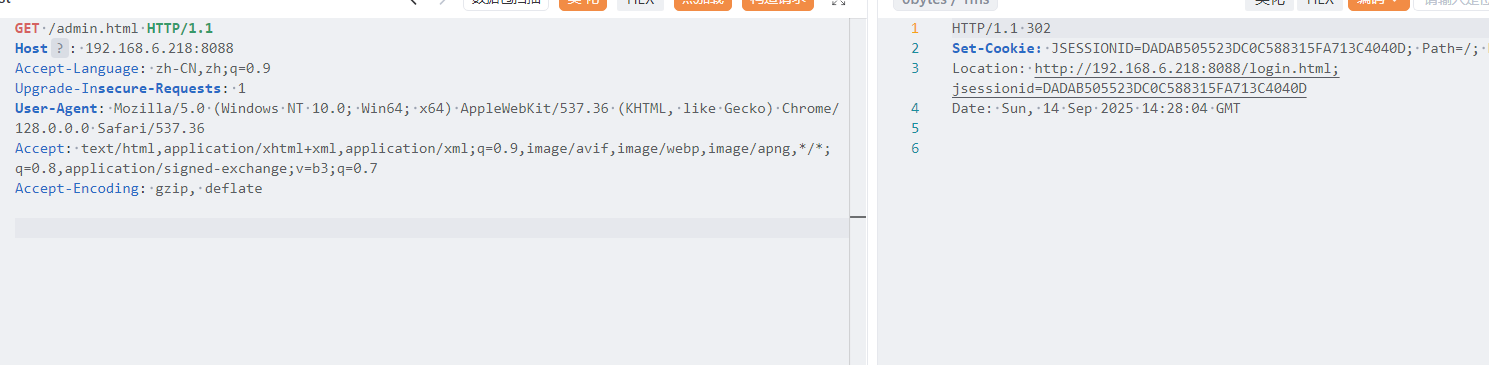 HEX
GET /admin.html HTTP/1.1
Host ? : 192.168.6.218:8088
Accept-Language: zh-CN,zh;q=0.9
Upgrade-Insecure-Requests: 1
User-Agent: Mozilla/5.0 (Windows NT 10.0; Win64; x64) AppleWebKit/537.36 (KHTML, like Gecko) Chrome/
128.0.0.0 Safari/537.36
Accept: text/html,application/xhtml+xml,application/xml;q=0.9,image/avif,image/webp,image/apng,*/*;
q=0.8,application/signed-exchange;v=b3;q=0.7
Accept-Encoding: gzip, deflate
HEX
1 HTTP/1.1 302
2 Set-Cookie: JSESSIONID=DADAB505523DC0C588315FA713C4040D; Path=/;
3 Location: http://192.168.6.218:8088/login.html;
jsessionid=DADAB505523DC0C588315FA713C4040D
4 Date: Sun, 14 Sep 2025 14:28:04 GMT
5
6